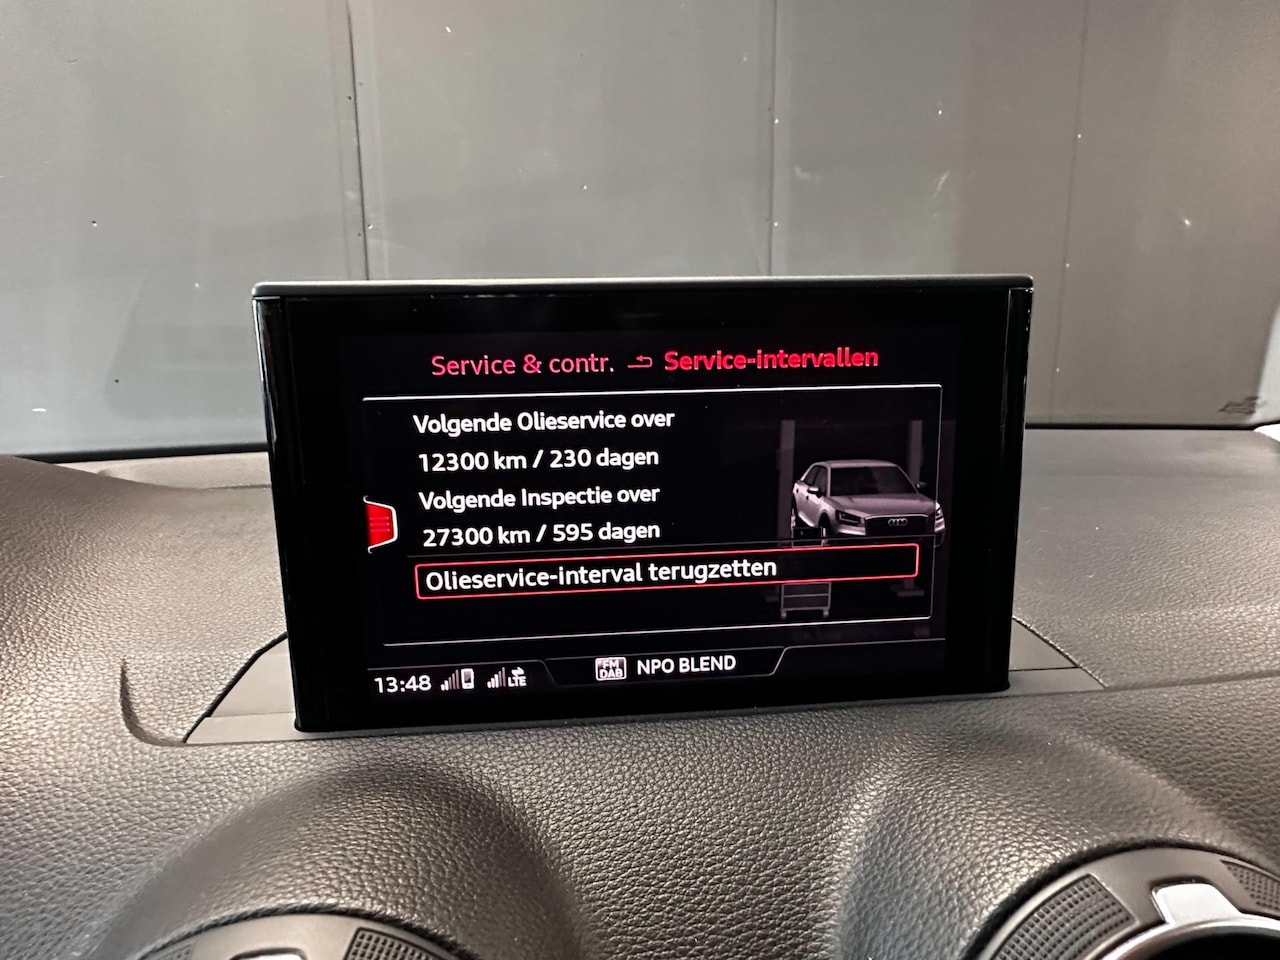 Service & contr. Service-intervallen
Volgende Olieservice over
12300 km / 230 dagen
Volgende Inspectie over
27300 km / 595 dagen
Olieservice-interval terugzetten
13:48 LTE FM DAB NPO BLEND